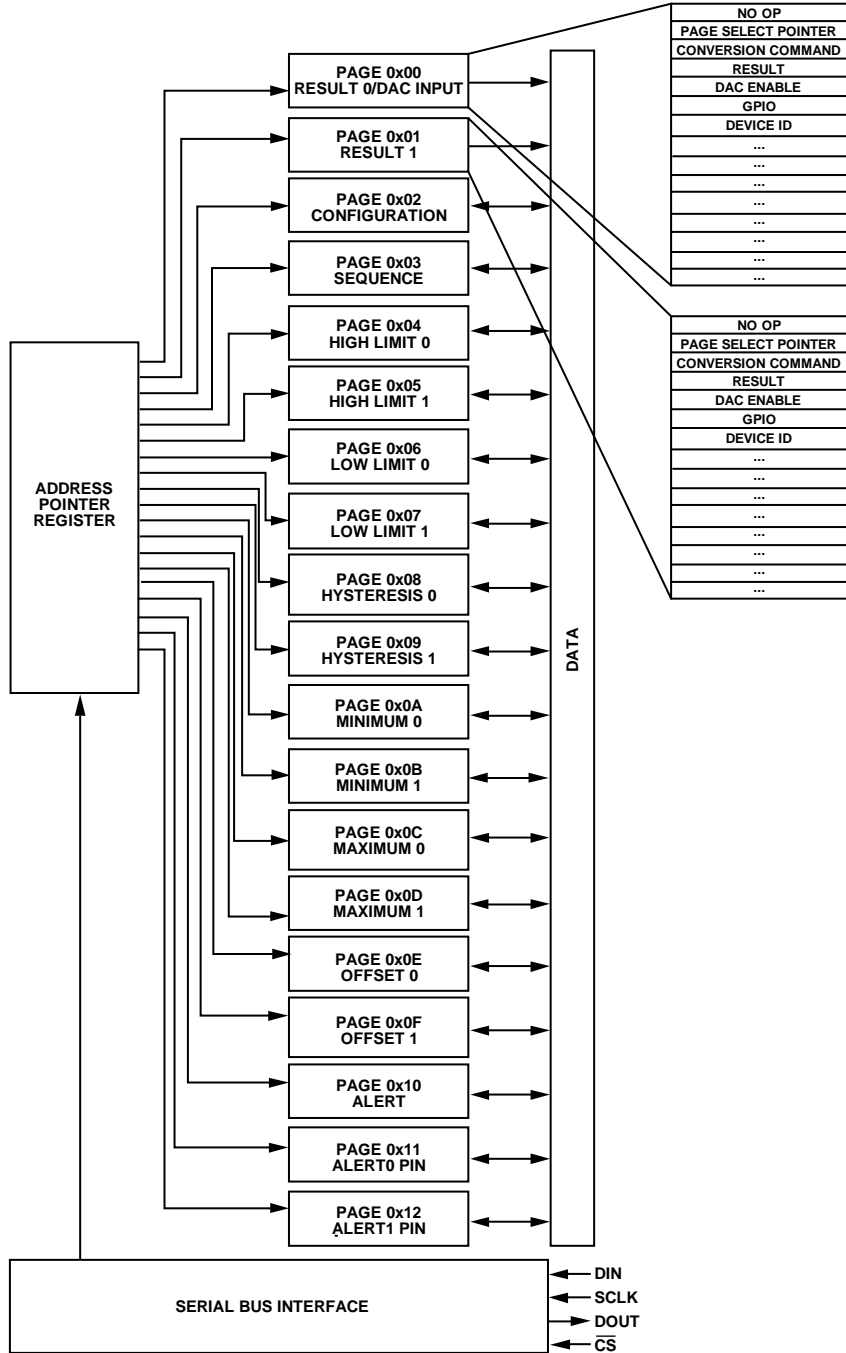 NO OP
PAGE SELECT POINTER
CONVERSION COMMAND
RESULT
DAC ENABLE
GPIO
DEVICE ID
...
...
...
...
...
...
...
...
NO OP
PAGE SELECT POINTER
CONVERSION COMMAND
RESULT
DAC ENABLE
GPIO
DEVICE ID
...
...
...
...
...
...
...
...
PAGE 0x00
RESULT 0/DAC INPUT
PAGE 0x01
RESULT 1
PAGE 0x02
CONFIGURATION
PAGE 0x03
SEQUENCE
PAGE 0x04
HIGH LIMIT 0
PAGE 0x05
HIGH LIMIT 1
PAGE 0x06
LOW LIMIT 0
PAGE 0x07
LOW LIMIT 1
PAGE 0x08
HYSTERESIS 0
PAGE 0x09
HYSTERESIS 1
PAGE 0x0A
MINIMUM 0
PAGE 0x0B
MINIMUM 1
PAGE 0x0C
MAXIMUM 0
PAGE 0x0D
MAXIMUM 1
PAGE 0x0E
OFFSET 0
PAGE 0x0F
OFFSET 1
PAGE 0x10
ALERT
PAGE 0x11
ALERT0 PIN
PAGE 0x12
ALERT1 PIN
ADDRESS
POINTER
REGISTER
DATA
SERIAL BUS INTERFACE
DIN
SCLK
DOUT
CS